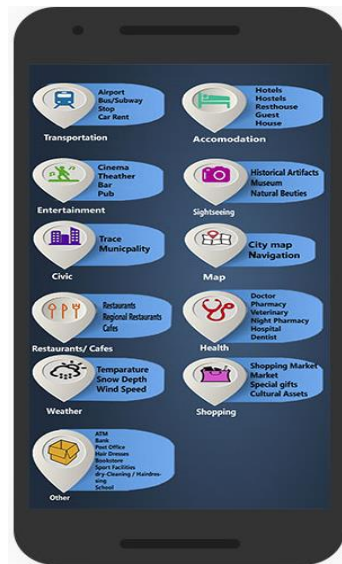 Airport
Bus/Subway
Stop
Car Rent
Transportation
Hotels
Hostels
Resthouse
Guest
House
Accomodation
Cinema
Theather
Bar
Pub
Entertainment
Historical Artifacts
Museum
Natural Beuties
Sightseeing
Trace
Municpality
Civic
City map
Navigation
Map
Restaurants
Regional Restaurants
Cafes
Restaurants/ Cafes
Doctor
Pharmacy
Veterinary
Night Pharmacy
Hospital
Dentist
Health
Temparature
Snow Depth
Wind Speed
Weather
Shopping Market
Market
Special gifts
Cultural Assets
Shopping
ATM
Bank
Post Office
Hair Dresses
Bookstore
Sport Facilities
dry-Cleaning / Hairdres-
sing
School
Other